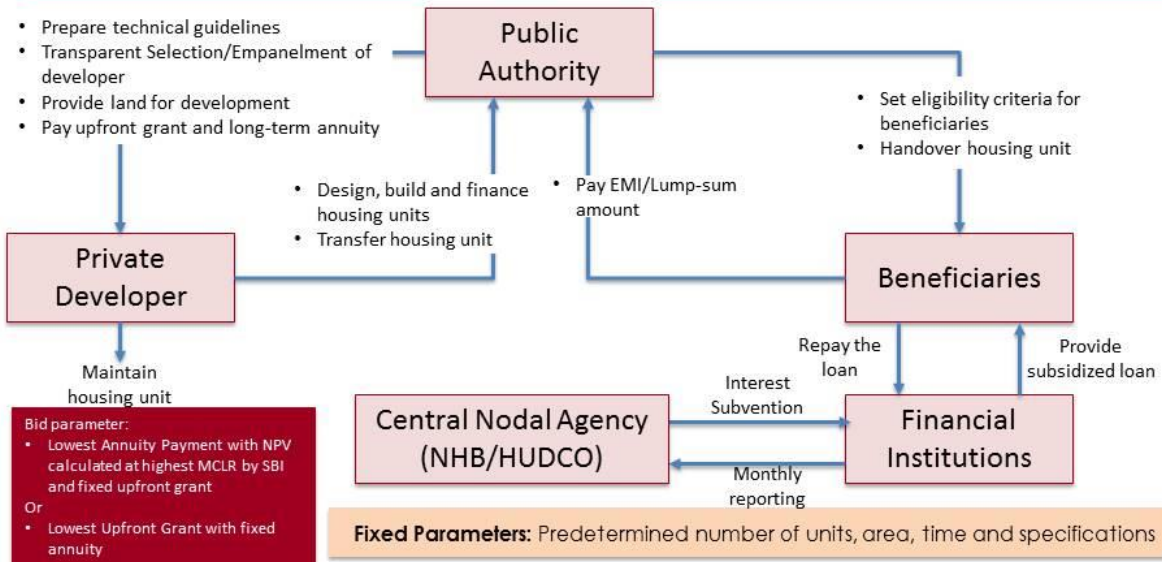 • Prepare technical guidelines
• Transparent Selection/Empanelment of
developer
• Provide land for development
• Pay upfront grant and long-term annuity
Public
Authority
• Set eligibility criteria for
beneficiaries
• Handover housing unit
• Design, build and finance
housing units
• Transfer housing unit
• Pay EMI/Lump-sum
amount
Private
Developer
Beneficiaries
Maintain
housing unit
Repay the
loan
Provide
subsidized loan
Interest
Subvention
Central Nodal Agency
(NHB/HUDCO)
Financial
Institutions
Monthly
reporting
Bid parameter:
• Lowest Annuity Payment with NPV
calculated at highest MCLR by SBI
and fixed upfront grant
Or
• Lowest Upfront Grant with fixed
annuity
Fixed Parameters: Predetermined number of units, area, time and specifications